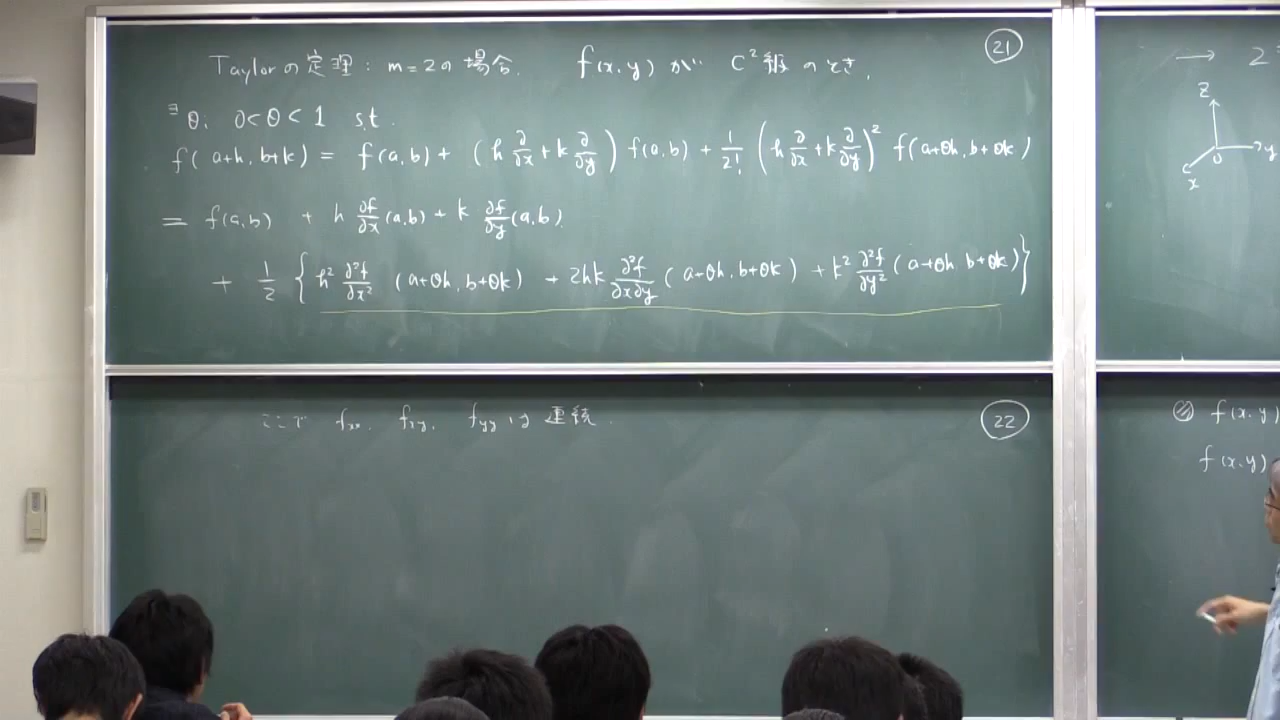 Taylorの定理: m=2の場合. f(x,y) が C² 級のとき, ㉑
∃θ, 0<θ<1 s.t.
f(a+h, b+k) = f(a,b) + (h ∂/∂x + k ∂/∂y) f(a,b) + 1/2! (h ∂/∂x + k ∂/∂y)² f(a+θh, b+θk)
= f(a,b) + h ∂f/∂x (a,b) + k ∂f/∂y (a,b)
+ 1/2 { h² ∂²f/∂x² (a+θh, b+θk) + 2hk ∂²f/∂x∂y (a+θh, b+θk) + k² ∂²f/∂y² (a+θh, b+θk) }
ここで fxx, fxy, fyy は 連続. ㉒
→ Z
Z
O
y
x
f(x,y)
f(x,y)